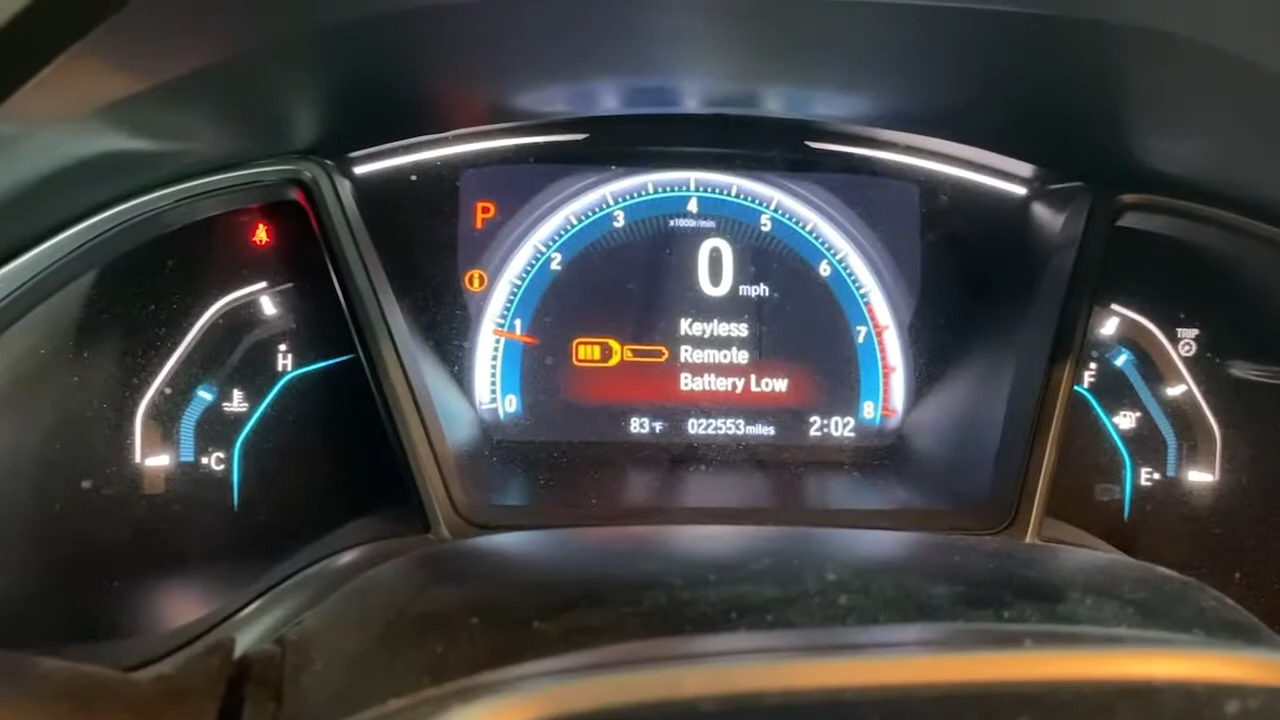 P
0 1 2 3 4 5 6 7 8
x1000r/min
0 mph
Keyless
Remote
Battery Low
83°F 022553 miles 2:02
H
C
TRIP
F
E